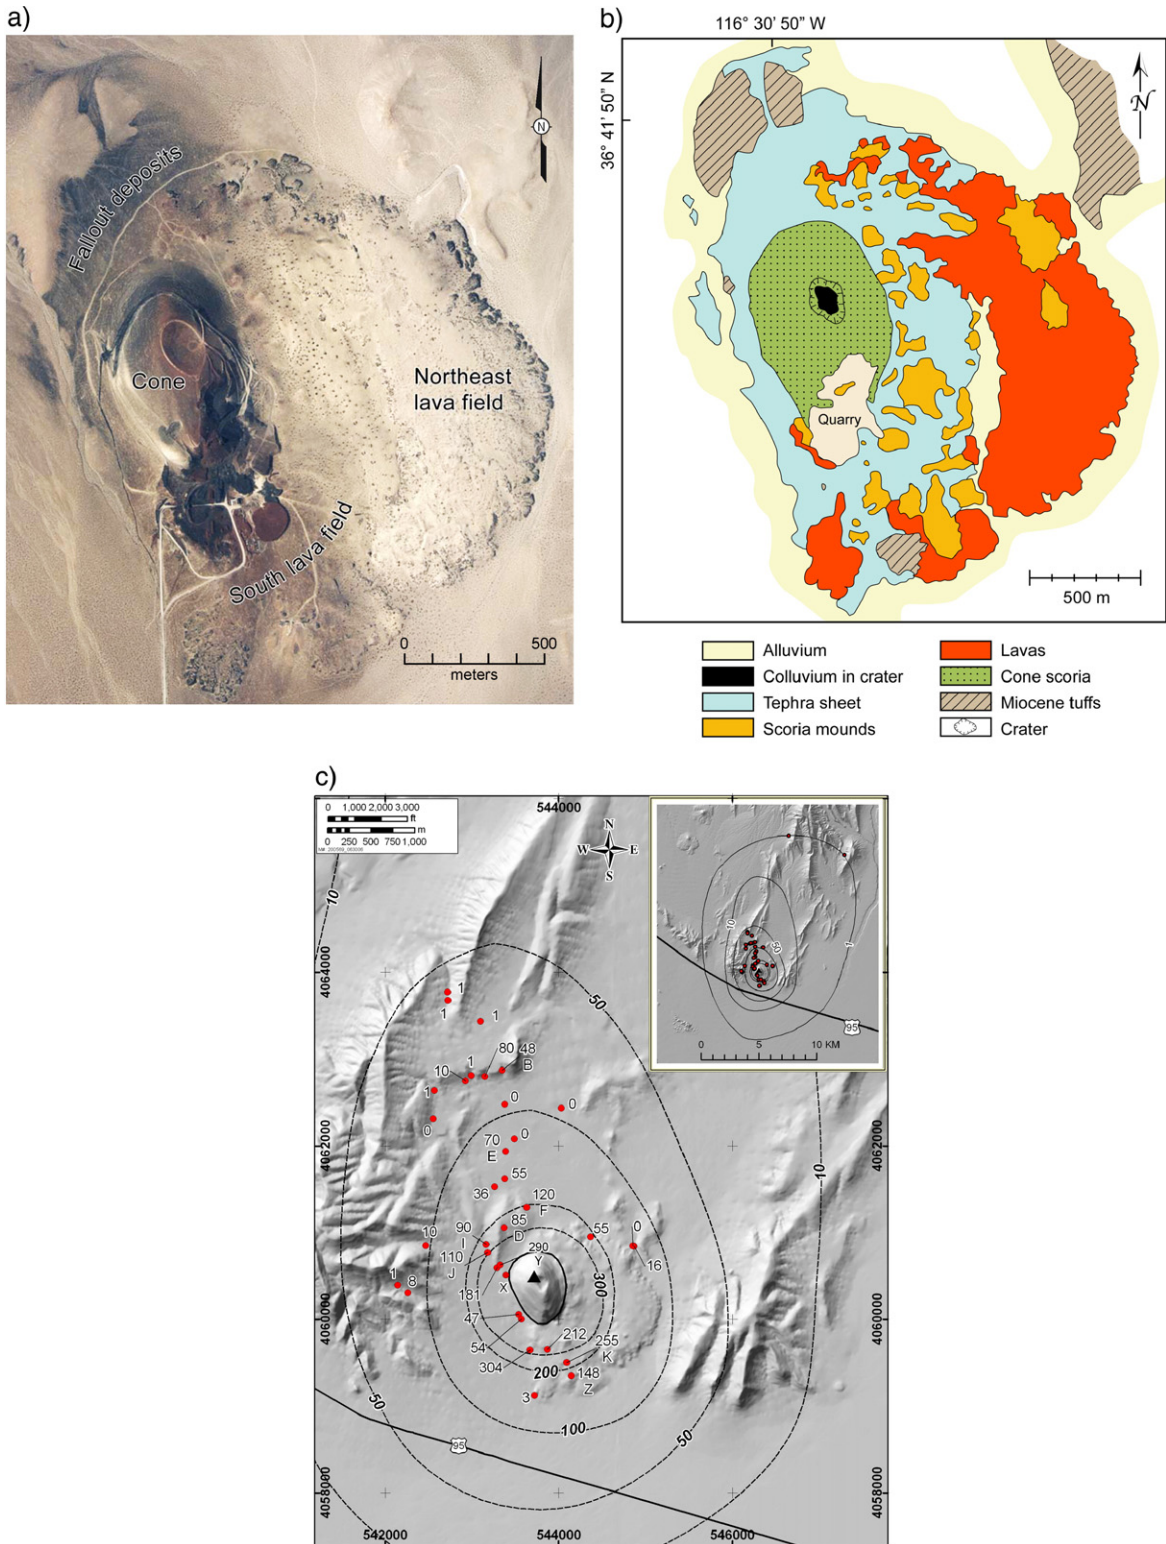 a)
N
Fallout deposits
Cone
Northeast
lava field
South lava field
0 500
meters
b)
116° 30' 50” W
36° 41' 50” N
N
Quarry
500 m
Alluvium
Colluvium in crater
Tephra sheet
Scoria mounds
Lavas
Cone scoria
Miocene tuffs
Crater
c)
0 1,000 2,000 3,000
ft
m
0 250 500 750 1,000
544000
N
W E
S
10
10
50
1
95
0 5 10 KM
4064000
4064000
50
1
1
1
80
48
B
1
10
1
0
0
0
4062000
4062000
70
E
0
10
55
36
120
F
85
D
90
I
110
J
290
Y
X
181
10
1
8
55
0
16
300
4060000
4060000
47
54
304
212
255
K
200
148
Z
3
50
100
50
95
4058000
4058000
542000
544000
546000